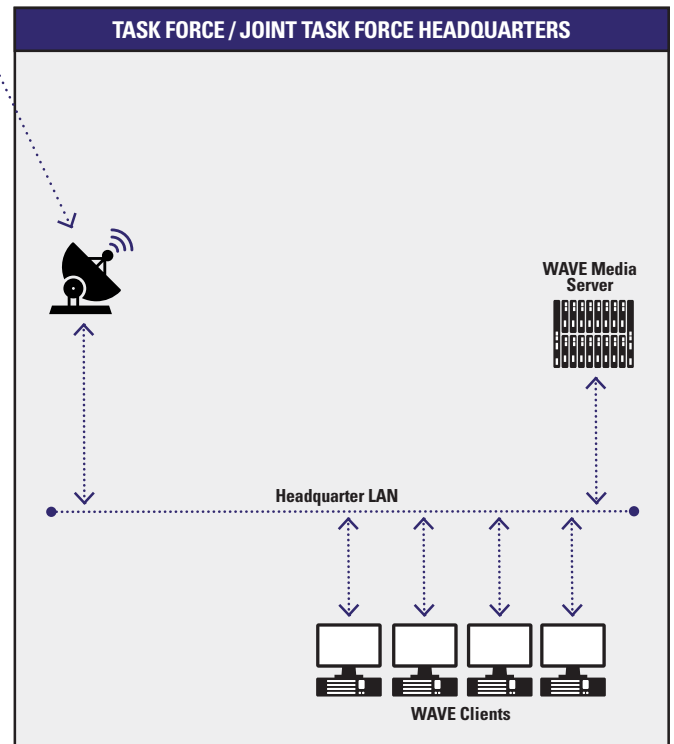 TASK FORCE / JOINT TASK FORCE HEADQUARTERS
WAVE Media
Server
Headquarter LAN
WAVE Clients